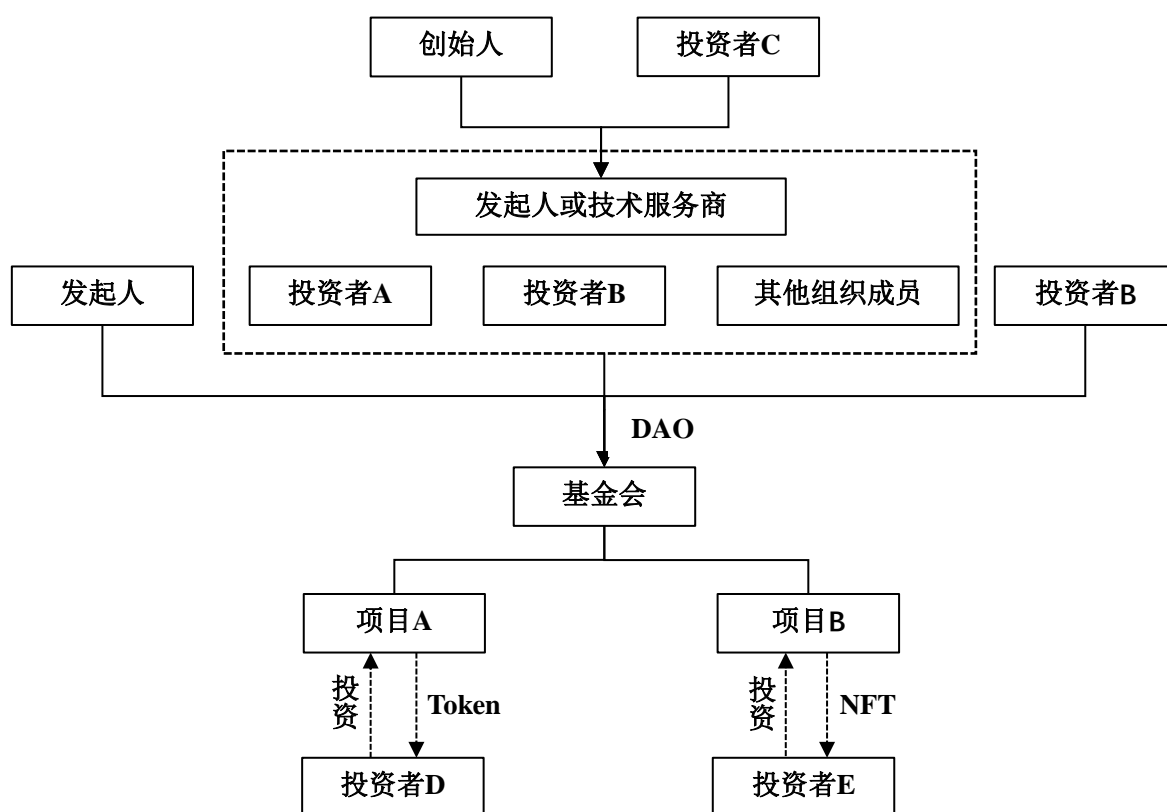 创始人
投资者C
发起人或技术服务商
发起人
投资者A
投资者B
其他组织成员
投资者B
DAO
基金会
项目A
项目B
投资
Token
投资
NFT
投资者D
投资者E